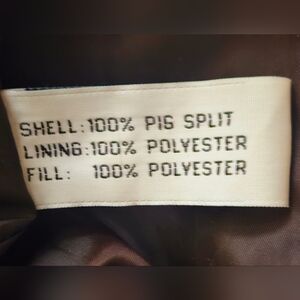 SHELL:100% PIG SPLIT
LINING:100% POLYESTER
FILL: 100% POLYESTER